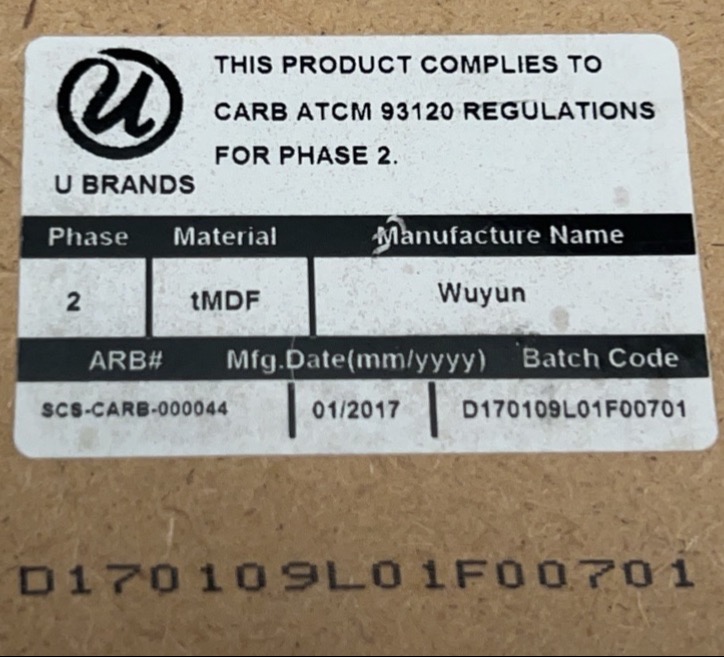 U
THIS PRODUCT COMPLIES TO
CARB ATCM 93120 REGULATIONS
FOR PHASE 2.
U BRANDS
Phase Material Manufacture Name
2 tMDF Wuyun
ARB# Mfg.Date(mm/yyyy) Batch Code
SCS-CARB-000044 01/2017 D170109L01F00701
D170109L01F00701